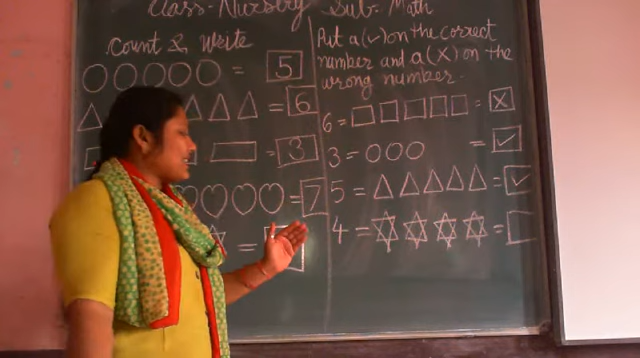 Class-Nursery Sub- Math
Count & Write
= 5
= 6
= 3
= 7
=
Put a (✓) on the correct
number and a (X) on the
wrong number.
6 = = X
3 = = ✓
5 = = ✓
4 = =